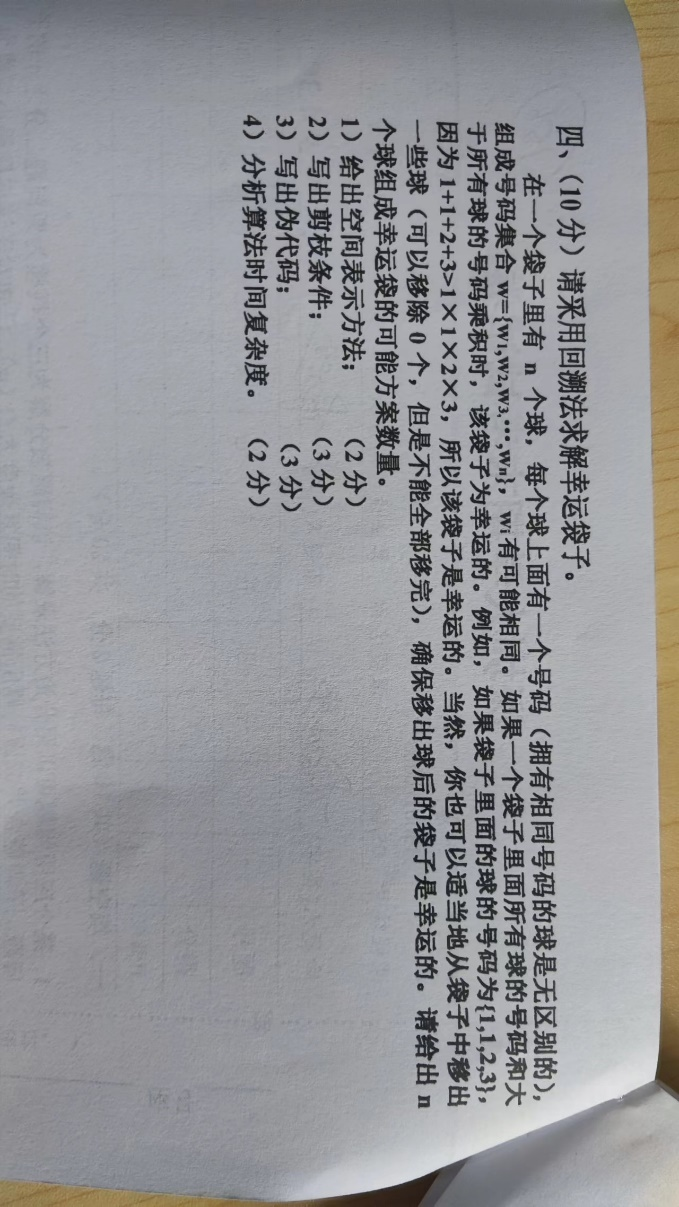 四、(10 分) 请采用回溯法求解幸运袋子。
在一个袋子里有 n 个球，每个球上面有一个号码（拥有相同号码的球是无区别的），
组成号码集合 w={w₁,w₂,w₃,…,wₙ}，wᵢ 有可能相同。如果一个袋子里面所有球的号码和大
于所有球的号码乘积时，该袋子为幸运的。例如，如果袋子里面的球的号码为{1,1,2,3}，
因为 1+1+2+3>1×1×2×3，所以该袋子是幸运的。当然，你也可以适当地从袋子中移出
一些球（可以移除 0 个，但是不能全部移完），确保移出球后的袋子是幸运的。请给出 n
个球组成幸运袋的可能方案数量。
1）给出空间表示方法； （2 分）
2）写出剪枝条件； （3 分）
3）写出伪代码； （3 分）
4）分析算法时间复杂度。 （2 分）